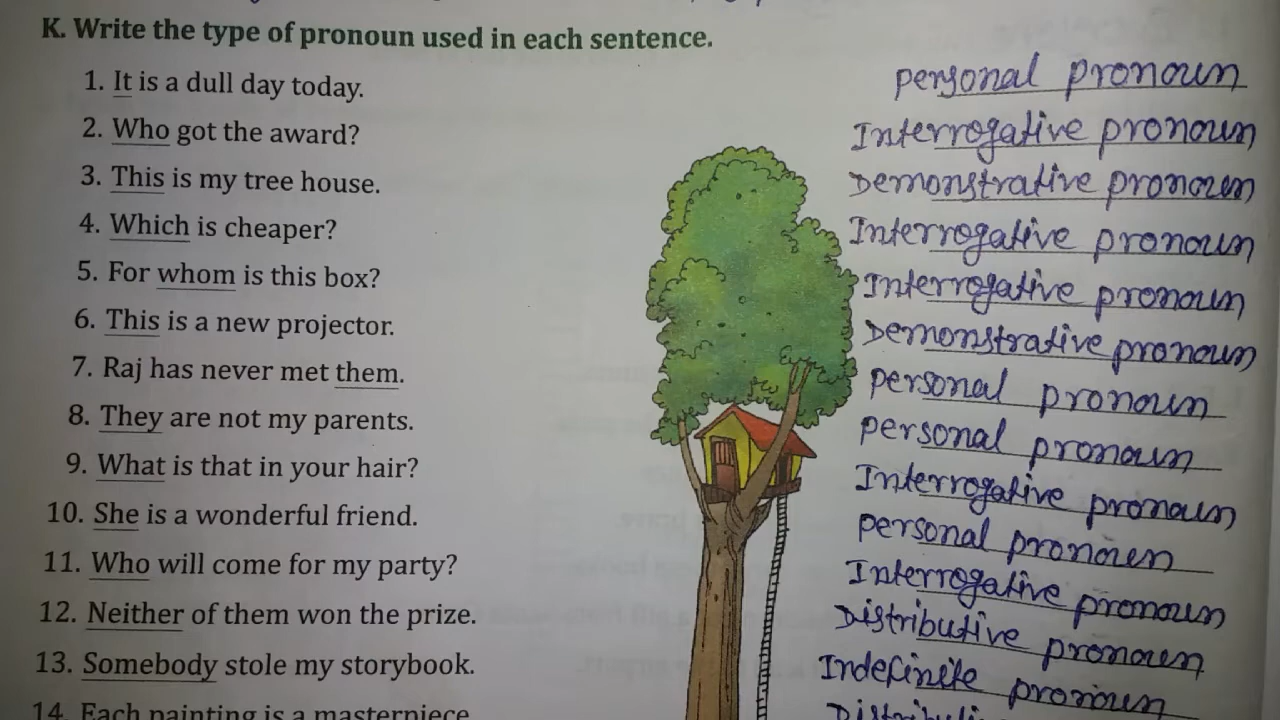 K. Write the type of pronoun used in each sentence.
1. It is a dull day today. personal pronoun
2. Who got the award? Interrogative pronoun
3. This is my tree house. Demonstrative pronoun
4. Which is cheaper? Interrogative pronoun
5. For whom is this box? Interrogative pronoun
6. This is a new projector. Demonstrative pronoun
7. Raj has never met them. personal pronoun
8. They are not my parents. personal pronoun
9. What is that in your hair? Interrogative pronoun
10. She is a wonderful friend. personal pronoun
11. Who will come for my party? Interrogative pronoun
12. Neither of them won the prize. Distributive pronoun
13. Somebody stole my storybook. Indefinite pronoun
14. Each painting is a masterpiece